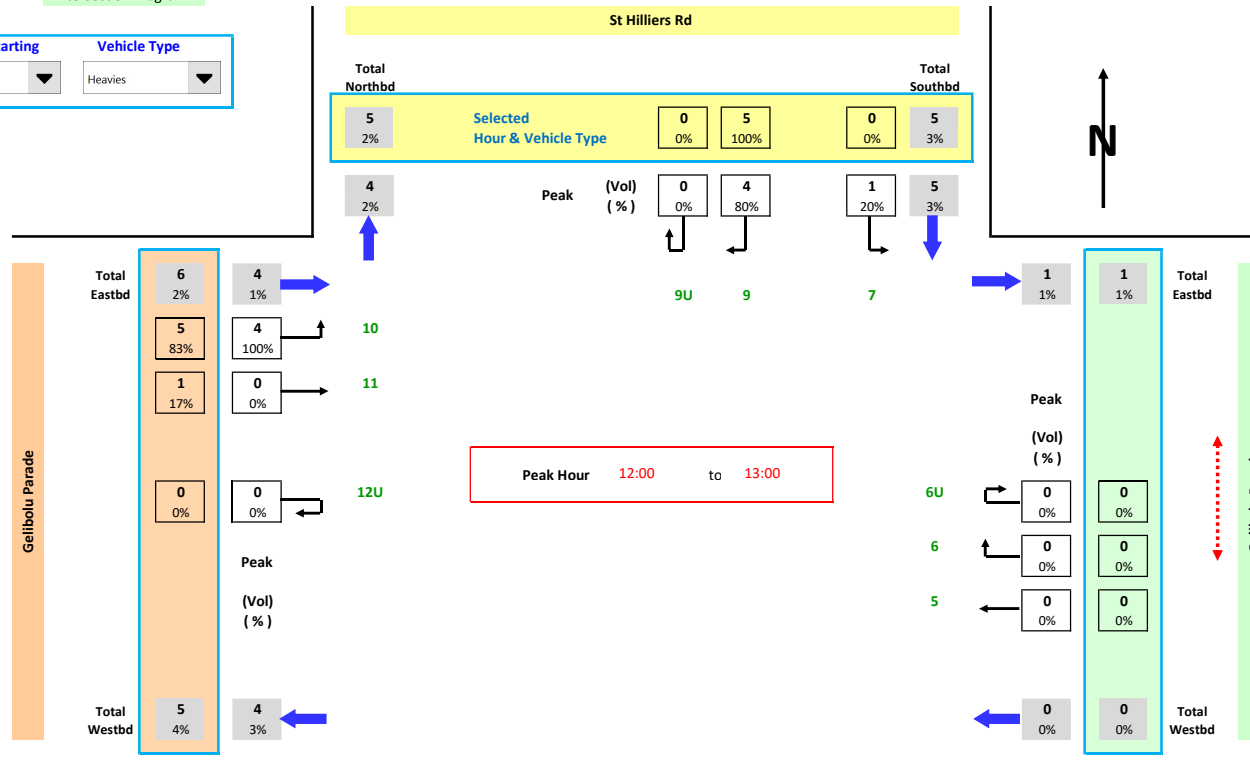 St Hilliers Rd
Vehicle Type
Heavies
Total
Northbd
Total
Southbd
5
2%
Selected
Hour & Vehicle Type
0
0%
5
100%
0
0%
5
3%
N
4
2%
Peak
(Vol)
( % )
0
0%
4
80%
1
20%
5
3%
9U
9
7
Total
Eastbd
6
2%
4
1%
1
1%
1
1%
Total
Eastbd
5
83%
4
100%
10
1
17%
0
0%
11
Peak
(Vol)
( % )
Gelibolu Parade
Peak Hour 12:00 to 13:00
0
0%
0
0%
12U
6U
0
0%
0
0%
6
0
0%
0
0%
Peak
(Vol)
( % )
5
0
0%
0
0%
Total
Westbd
5
4%
4
3%
0
0%
0
0%
Total
Westbd